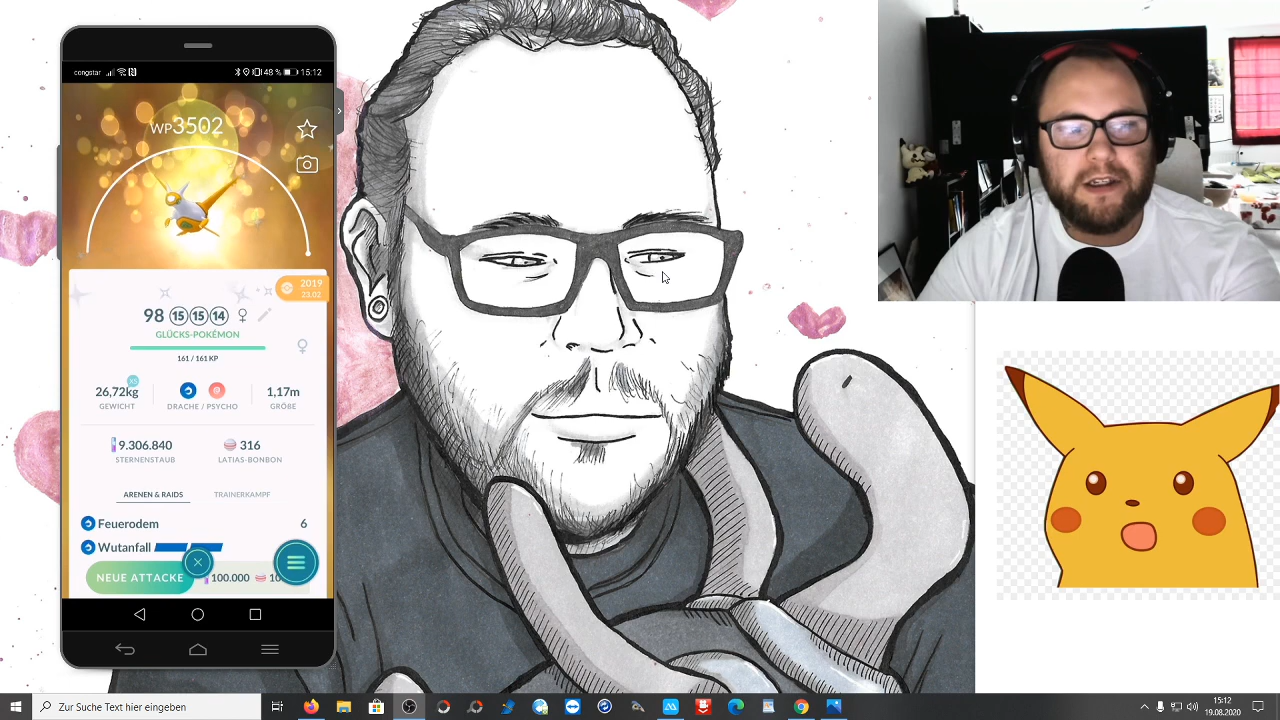 congstar
48 %
15:12
WP3502
2019
23.02
98 15 15 14
GLÜCKS-POKÉMON
161 / 161 KP
XS
26,72kg
GEWICHT
DRACHE / PSYCHO
1,17m
GRÖßE
9.306.840
STERNENSTAUB
316
LATIAS-BONBON
ARENEN & RAIDS
TRAINERKAMPF
Feuerodem 6
Wutanfall
NEUE ATTACKE
100.000
Zur Suche Text hier eingeben
15:12
19.08.2020